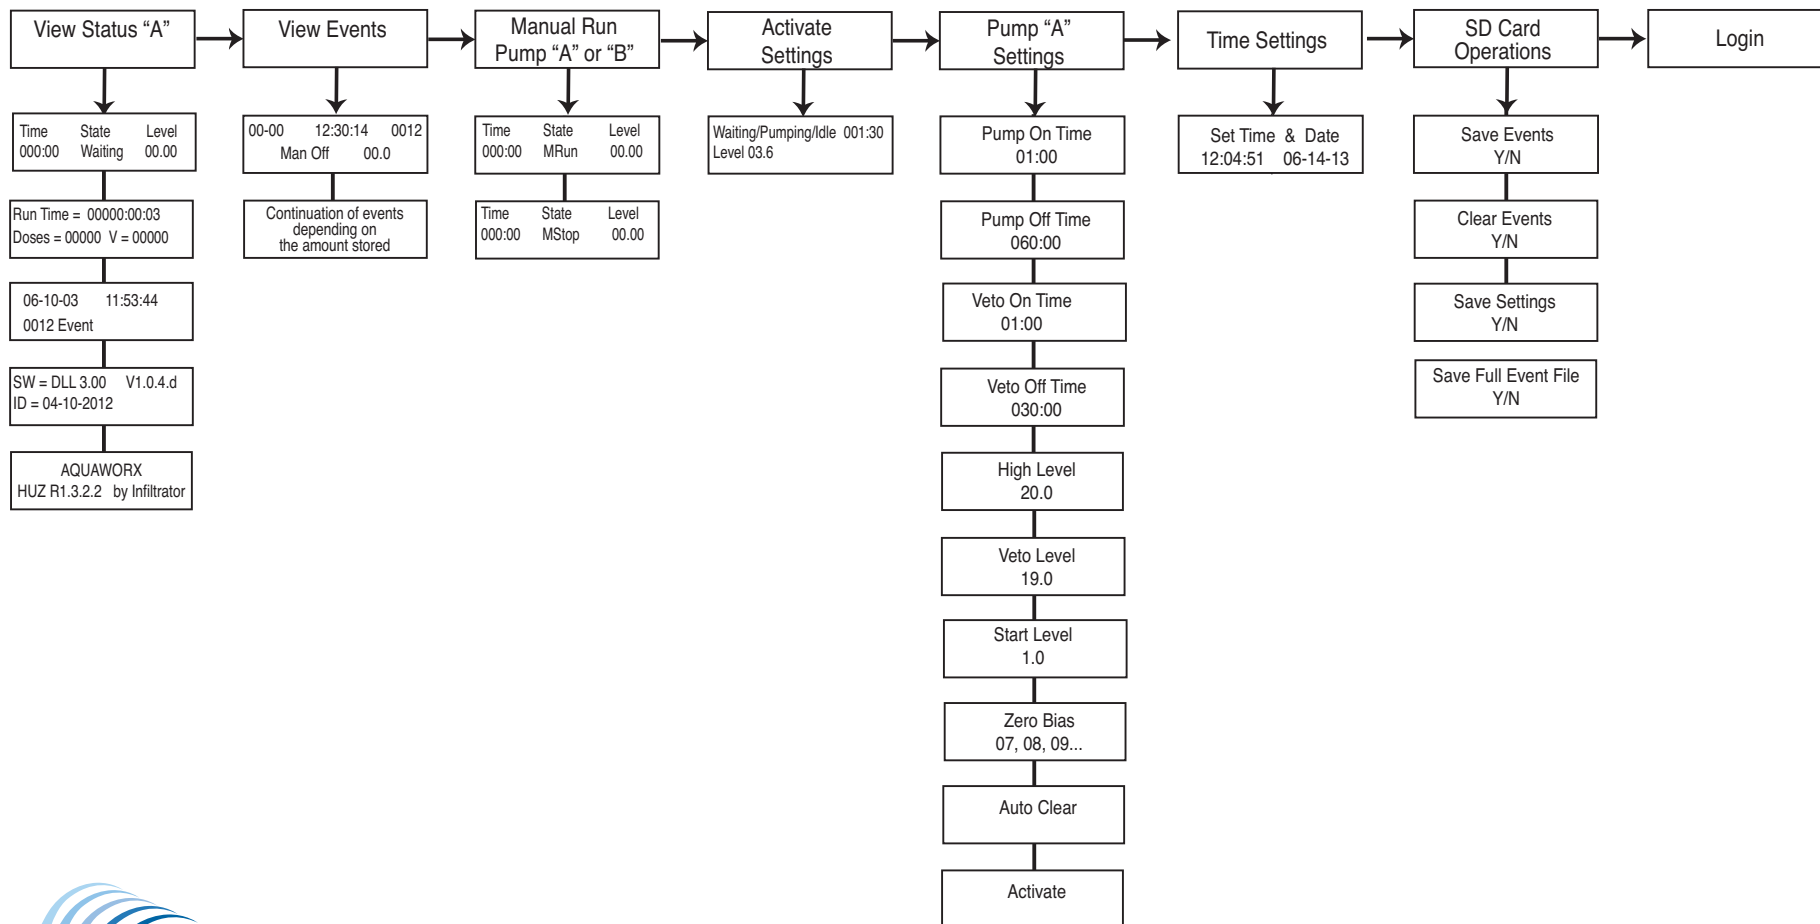 View Status “A”
View Events
Manual Run
Pump “A” or “B”
Activate
Settings
Pump “A”
Settings
Time Settings
SD Card
Operations
Login
Time State Level
000:00 Waiting 00.00
Run Time = 00000:00:03
Doses = 00000 V = 00000
06-10-03 11:53:44
0012 Event
SW = DLL 3.00 V1.0.4.d
ID = 04-10-2012
AQUAWORX
HUZ R1.3.2.2 by Infiltrator
00-00 12:30:14 0012
Man Off 00.0
Continuation of events
depending on
the amount stored
Time State Level
000:00 MRun 00.00
Time State Level
000:00 MStop 00.00
Waiting/Pumping/Idle 001:30
Level 03.6
Pump On Time
01:00
Pump Off Time
060:00
Veto On Time
01:00
Veto Off Time
030:00
High Level
20.0
Veto Level
19.0
Start Level
1.0
Zero Bias
07, 08, 09...
Auto Clear
Activate
Set Time & Date
12:04:51 06-14-13
Save Events
Y/N
Clear Events
Y/N
Save Settings
Y/N
Save Full Event File
Y/N